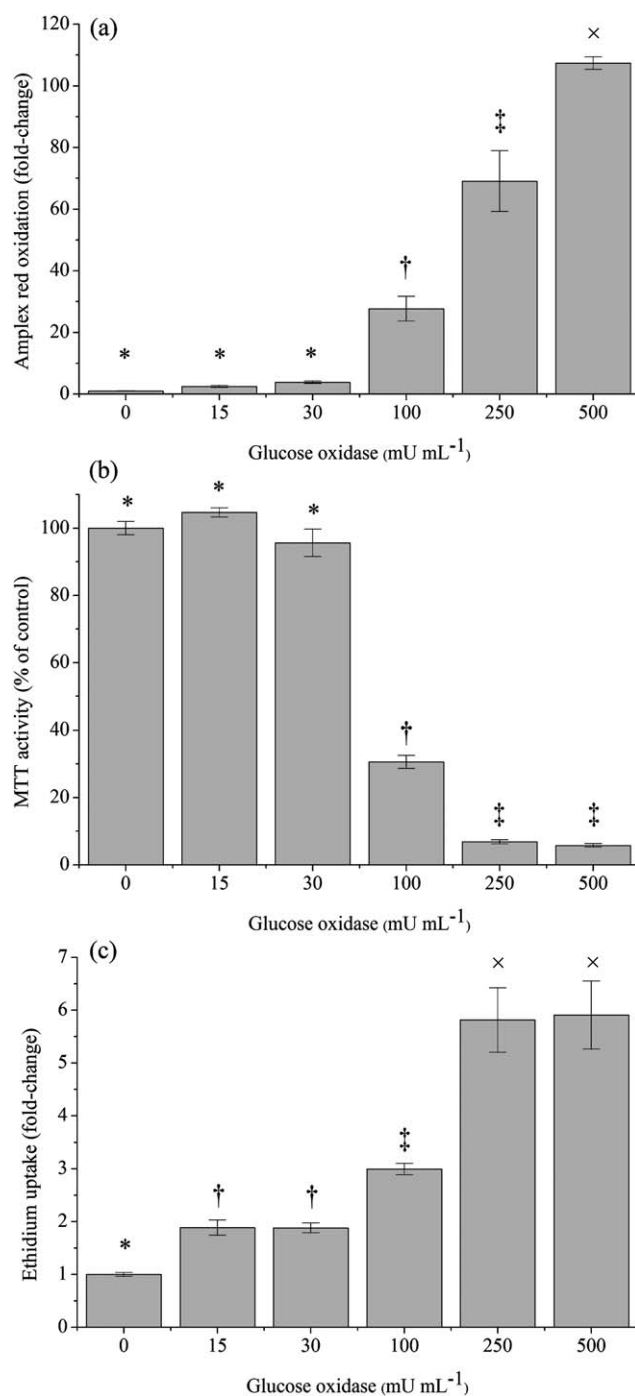 (a)
×
‡
†
* * *
120
100
80
60
40
20
0
Amplex red oxidation (fold-change)
0 15 30 100 250 500
Glucose oxidase (mU mL-1)
(b)
* * *
†
‡ ‡
100
80
60
40
20
0
MTT activity (% of control)
0 15 30 100 250 500
Glucose oxidase (mU mL-1)
(c)
× ×
‡
† †
*
7
6
5
4
3
2
1
0
Ethidium uptake (fold-change)
0 15 30 100 250 500
Glucose oxidase (mU mL-1)